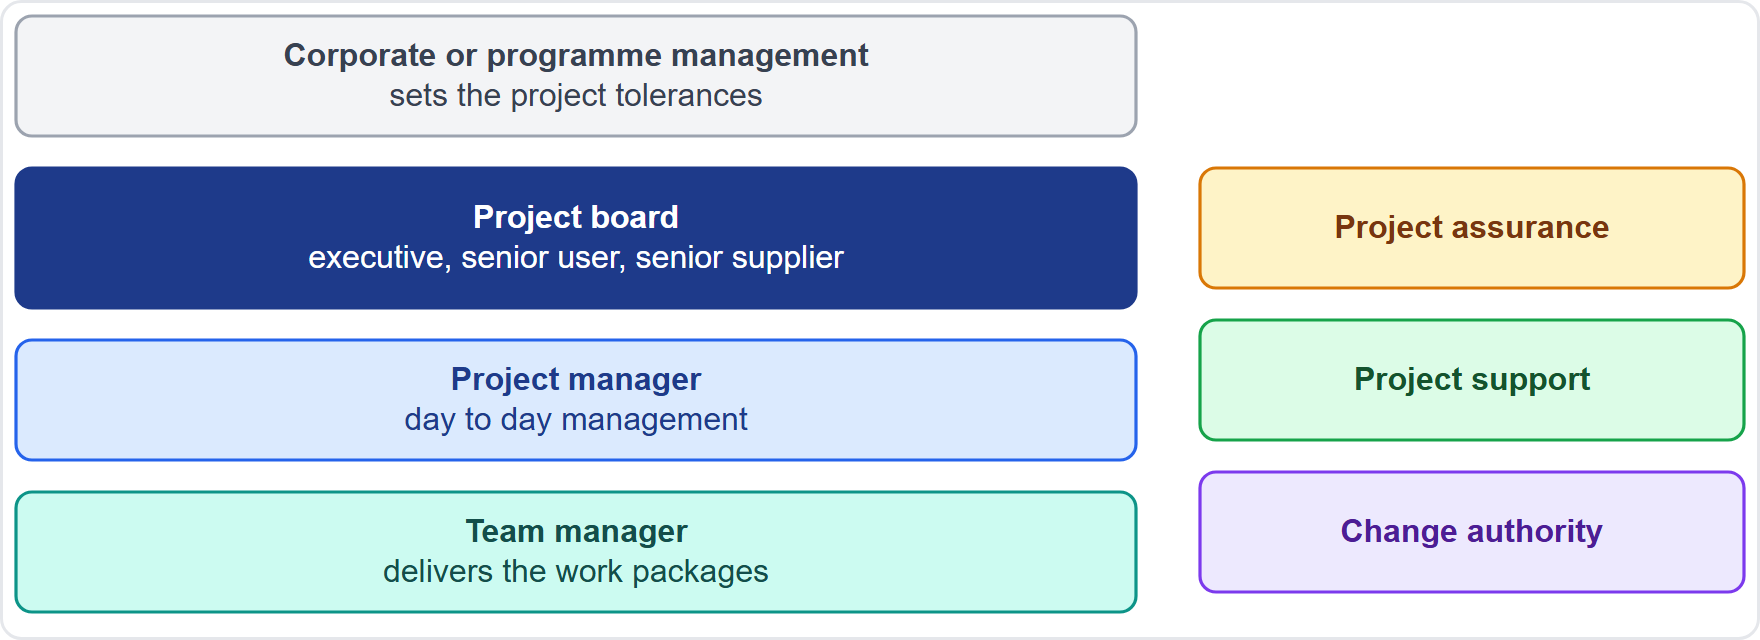 Corporate or programme management
sets the project tolerances
Project board
executive, senior user, senior supplier
Project manager
day to day management
Team manager
delivers the work packages
Project assurance
Project support
Change authority